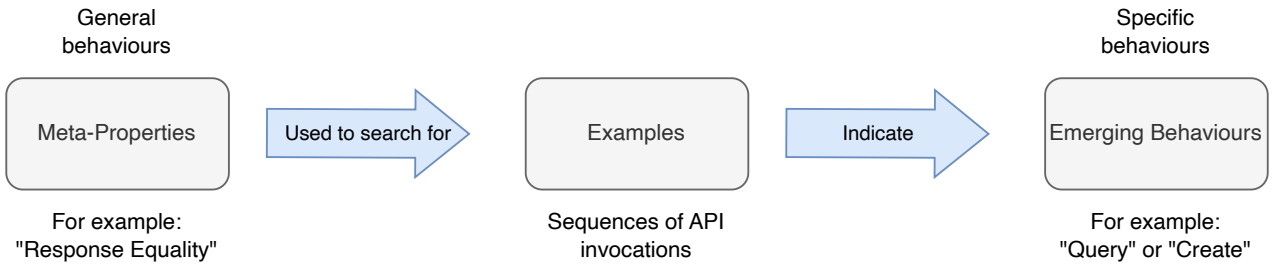 General
behaviours
Specific
behaviours
Meta-Properties
Used to search for
Examples
Indicate
Emerging Behaviours
For example:
"Response Equality"
Sequences of API
invocations
For example:
"Query" or "Create"